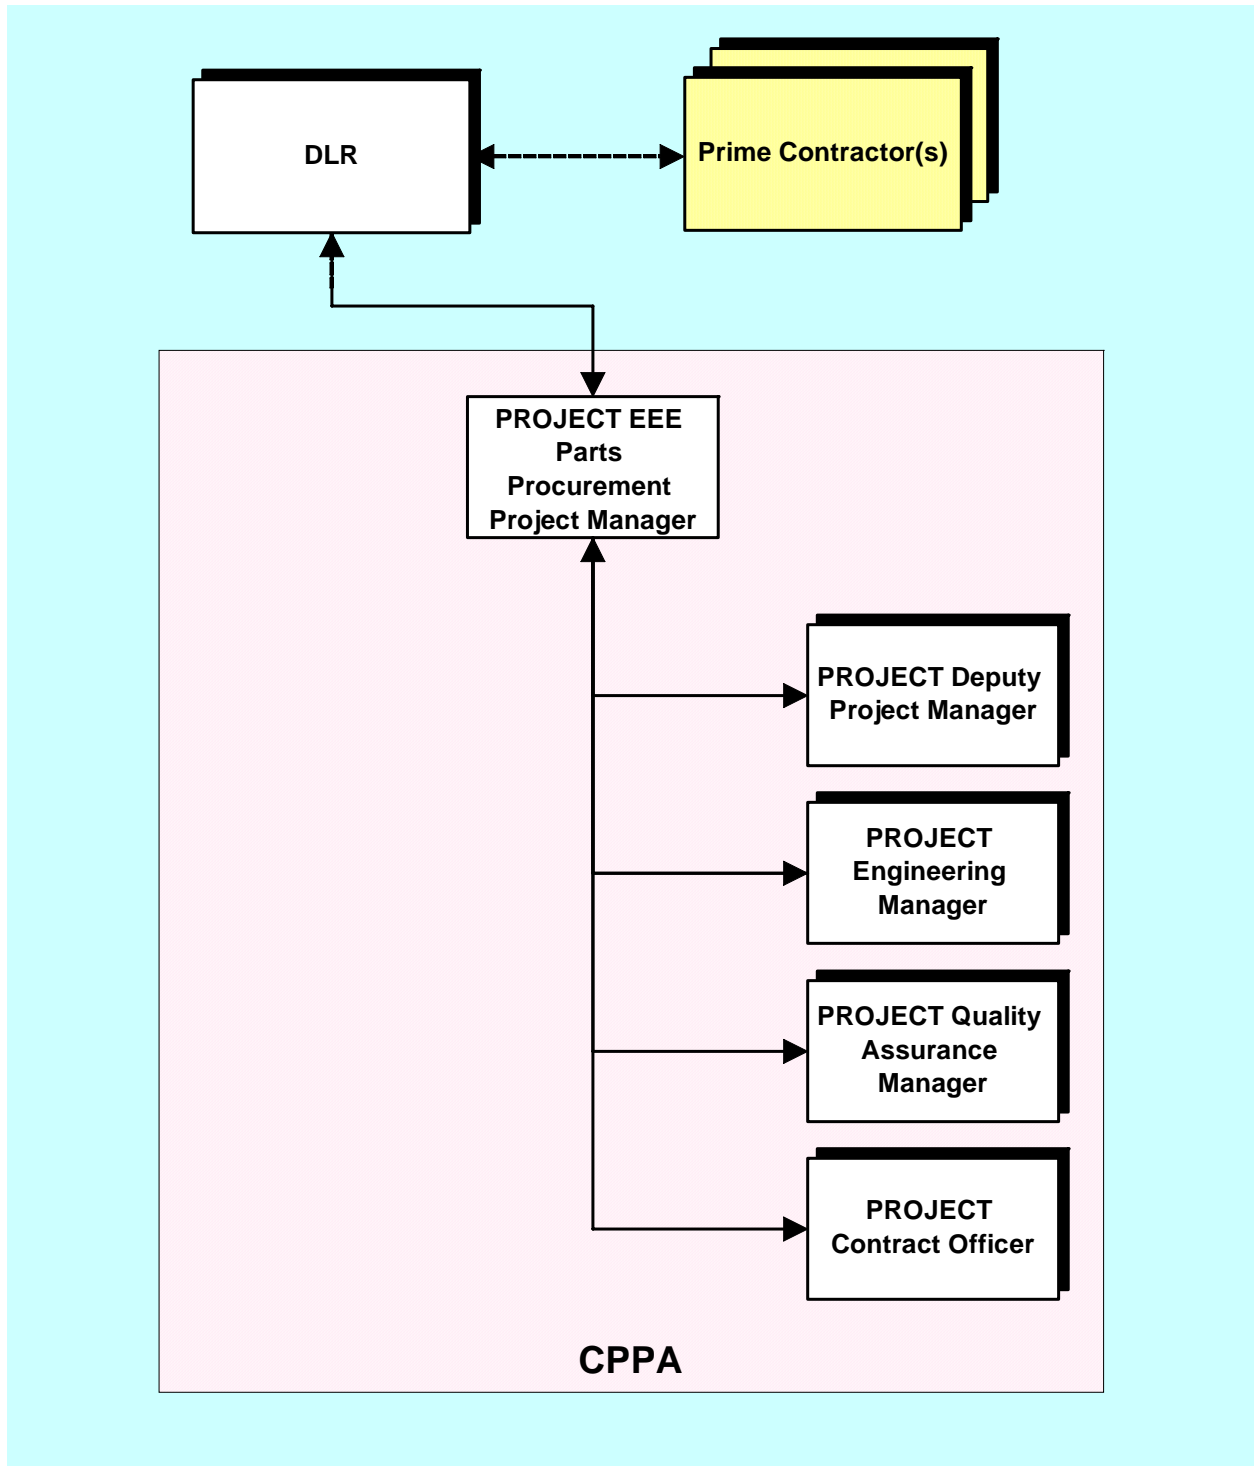 DLR
Prime Contractor(s)
PROJECT EEE
Parts
Procurement
Project Manager
PROJECT Deputy
Project Manager
PROJECT
Engineering
Manager
PROJECT Quality
Assurance
Manager
PROJECT
Contract Officer
CPPA